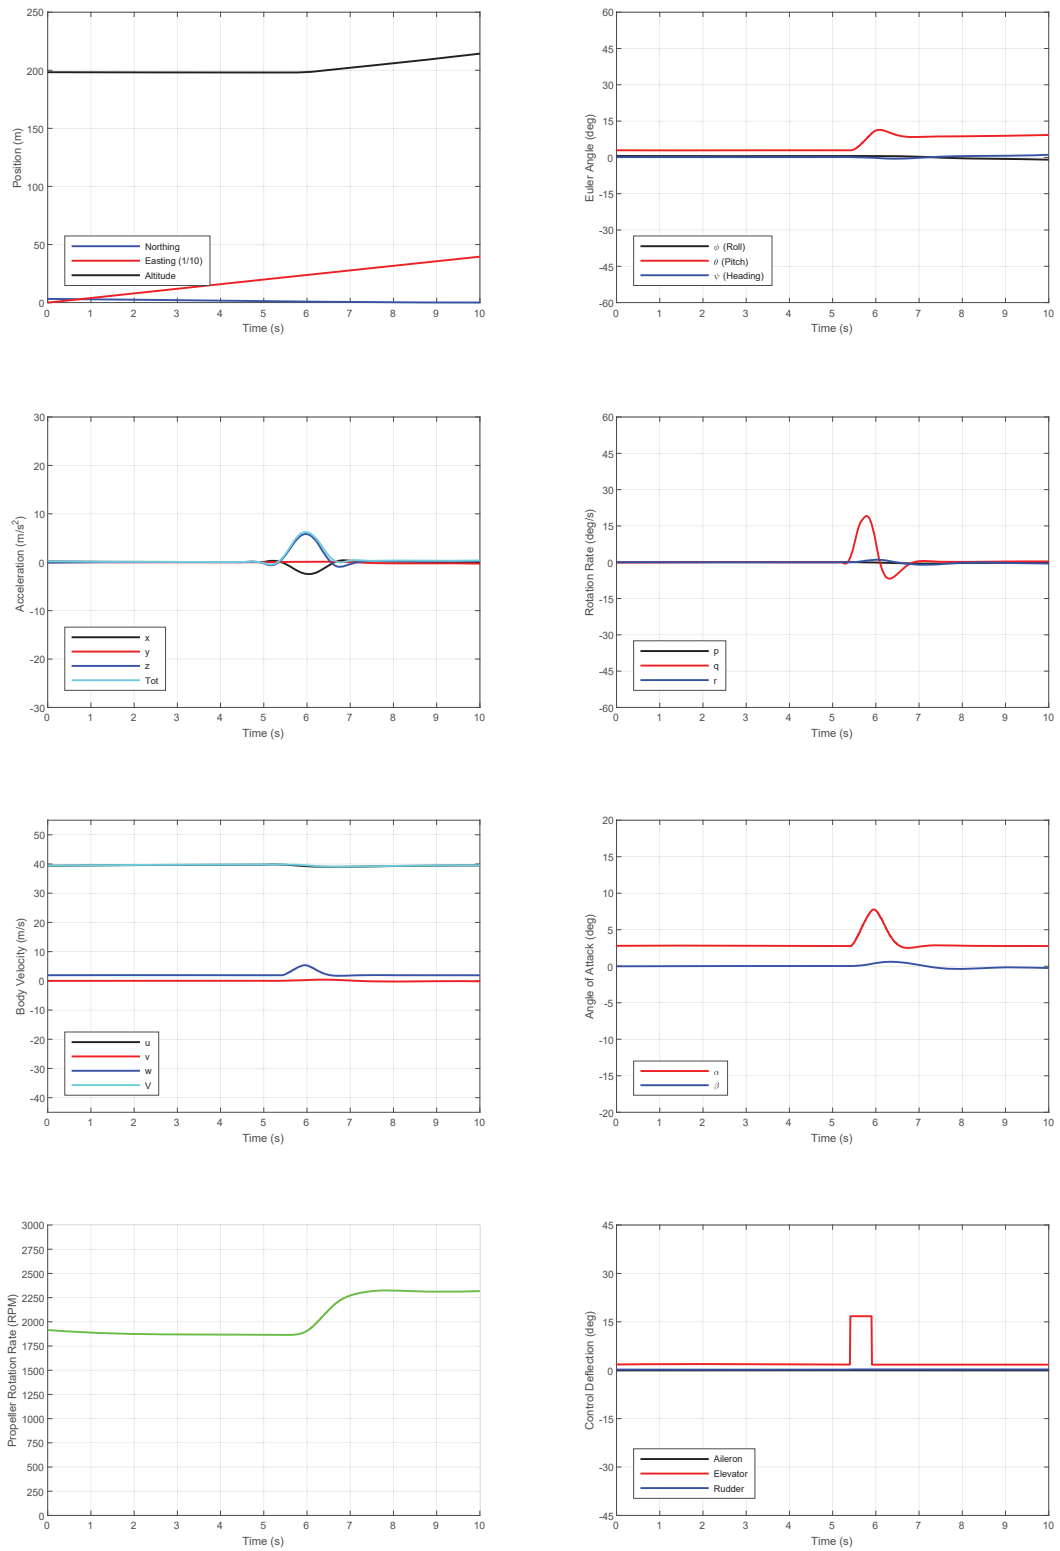 250
200
150
100
50
0
Position (m)
Northing
Easting (1/10)
Altitude
0 1 2 3 4 5 6 7 8 9 10
Time (s)
60
45
30
15
0
-15
-30
-45
-60
Euler Angle (deg)
ϕ (Roll)
θ (Pitch)
ψ (Heading)
0 1 2 3 4 5 6 7 8 9 10
Time (s)
30
20
10
0
-10
-20
-30
Acceleration (m/s²)
x
y
z
Tot
0 1 2 3 4 5 6 7 8 9 10
Time (s)
60
45
30
15
0
-15
-30
-45
-60
Rotation Rate (deg/s)
p
q
r
0 1 2 3 4 5 6 7 8 9 10
Time (s)
50
40
30
20
10
0
-10
-20
-30
-40
Body Velocity (m/s)
u
v
w
V
0 1 2 3 4 5 6 7 8 9 10
Time (s)
20
15
10
5
0
-5
-10
-15
-20
Angle of Attack (deg)
α
β
0 1 2 3 4 5 6 7 8 9 10
Time (s)
3000
2750
2500
2250
2000
1750
1500
1250
1000
750
500
250
0
Propeller Rotation Rate (RPM)
0 1 2 3 4 5 6 7 8 9 10
Time (s)
45
30
15
0
-15
-30
-45
Control Deflection (deg)
Aileron
Elevator
Rudder
0 1 2 3 4 5 6 7 8 9 10
Time (s)